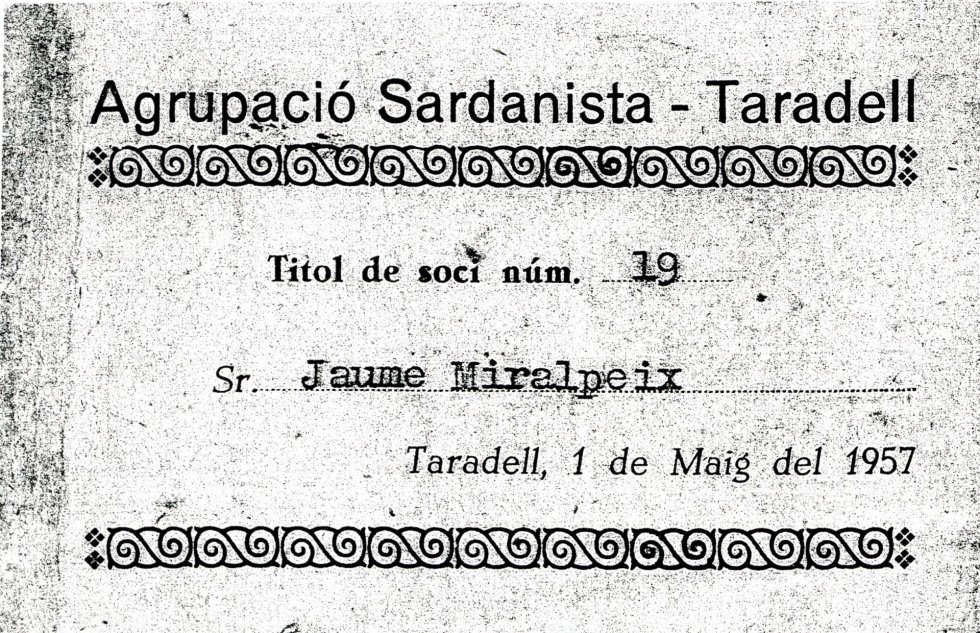 Agrupació Sardanista - Taradell
Titol de soci núm. 19
Sr. Jaume Miralpeix
Taradell, 1 de Maig del 1957